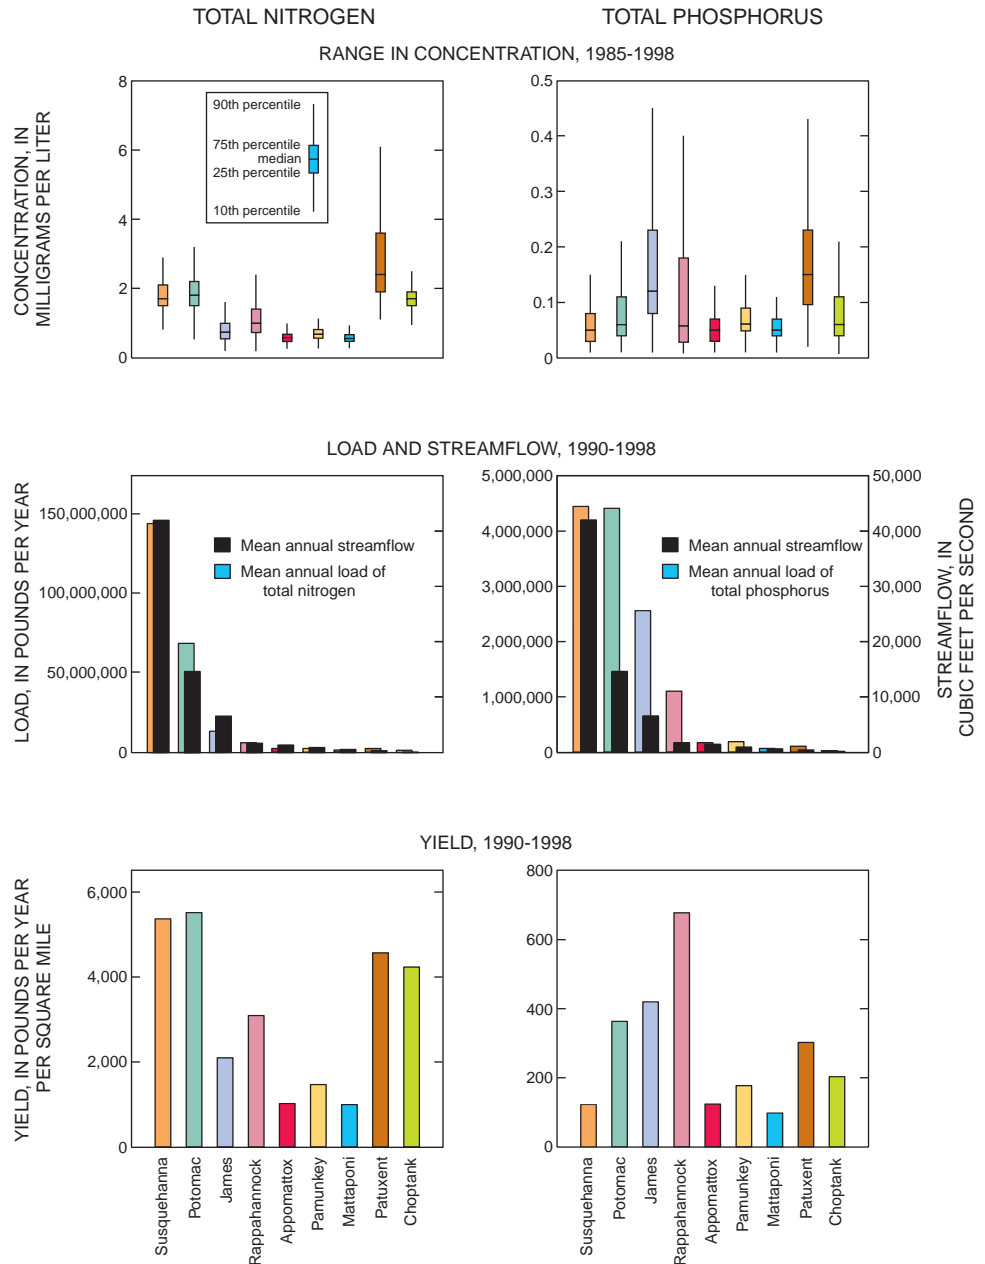 TOTAL NITROGEN
TOTAL PHOSPHORUS
RANGE IN CONCENTRATION, 1985-1998
CONCENTRATION, IN
MILLIGRAMS PER LITER
8
6
4
2
0
90th percentile
75th percentile
median
25th percentile
10th percentile
0.5
0.4
0.3
0.2
0.1
0
LOAD AND STREAMFLOW, 1990-1998
LOAD, IN POUNDS PER YEAR
150,000,000
100,000,000
50,000,000
0
Mean annual streamflow
Mean annual load of
total nitrogen
5,000,000
4,000,000
3,000,000
2,000,000
1,000,000
0
Mean annual streamflow
Mean annual load of
total phosphorus
50,000
40,000
30,000
20,000
10,000
0
STREAMFLOW, IN
CUBIC FEET PER SECOND
YIELD, 1990-1998
YIELD, IN POUNDS PER YEAR
PER SQUARE MILE
6,000
4,000
2,000
0
800
600
400
200
0
Susquehanna
Potomac
James
Rappahannock
Appomattox
Pamunkey
Mattaponi
Patuxent
Choptank
Susquehanna
Potomac
James
Rappahannock
Appomattox
Pamunkey
Mattaponi
Patuxent
Choptank